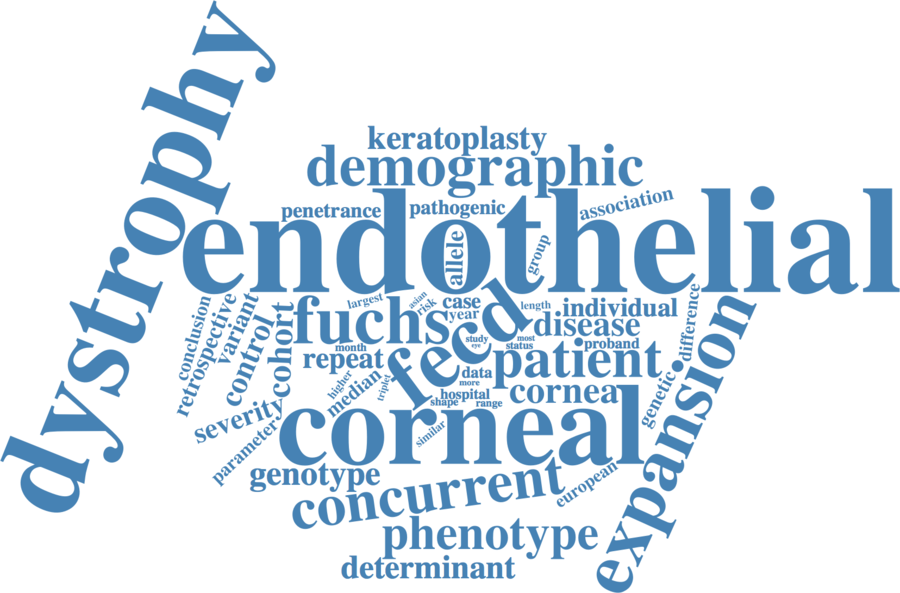 dystrophy
keratoplasty
demographic
endothelial
penetrance
pathogenic
association
allele
group
conclusion
retrospective
variant
control
cohort
largest
asian
risk
case
year
length
individual
difference
fuchs
fecd
disease
study
eye
most
status
proband
month
repeat
patient
expansion
higher
median
triplet
data
more
hospital
shape
range
cornea
genetic
severity
parameter
corneal
similar
genotype
concurrent
european
phenotype
determinant